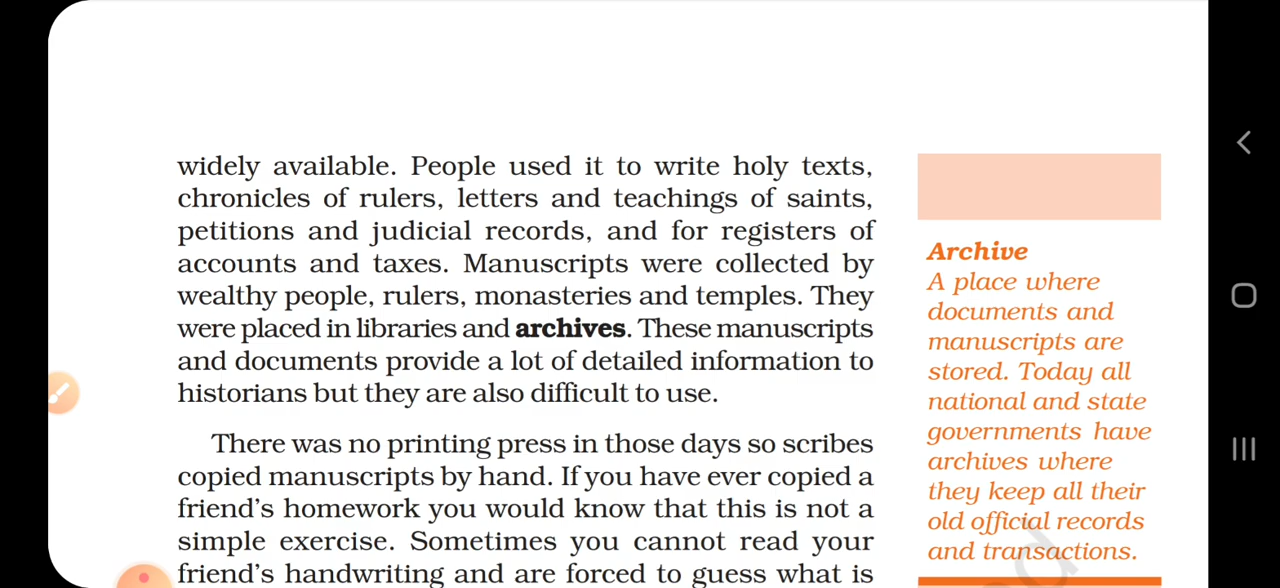 widely available. People used it to write holy texts,
chronicles of rulers, letters and teachings of saints,
petitions and judicial records, and for registers of
accounts and taxes. Manuscripts were collected by
wealthy people, rulers, monasteries and temples. They
were placed in libraries and archives. These manuscripts
and documents provide a lot of detailed information to
historians but they are also difficult to use.
There was no printing press in those days so scribes
copied manuscripts by hand. If you have ever copied a
friend's homework you would know that this is not a
simple exercise. Sometimes you cannot read your
friend's handwriting and are forced to guess what is
Archive
A place where
documents and
manuscripts are
stored. Today all
national and state
governments have
archives where
they keep all their
old official records
and transactions.